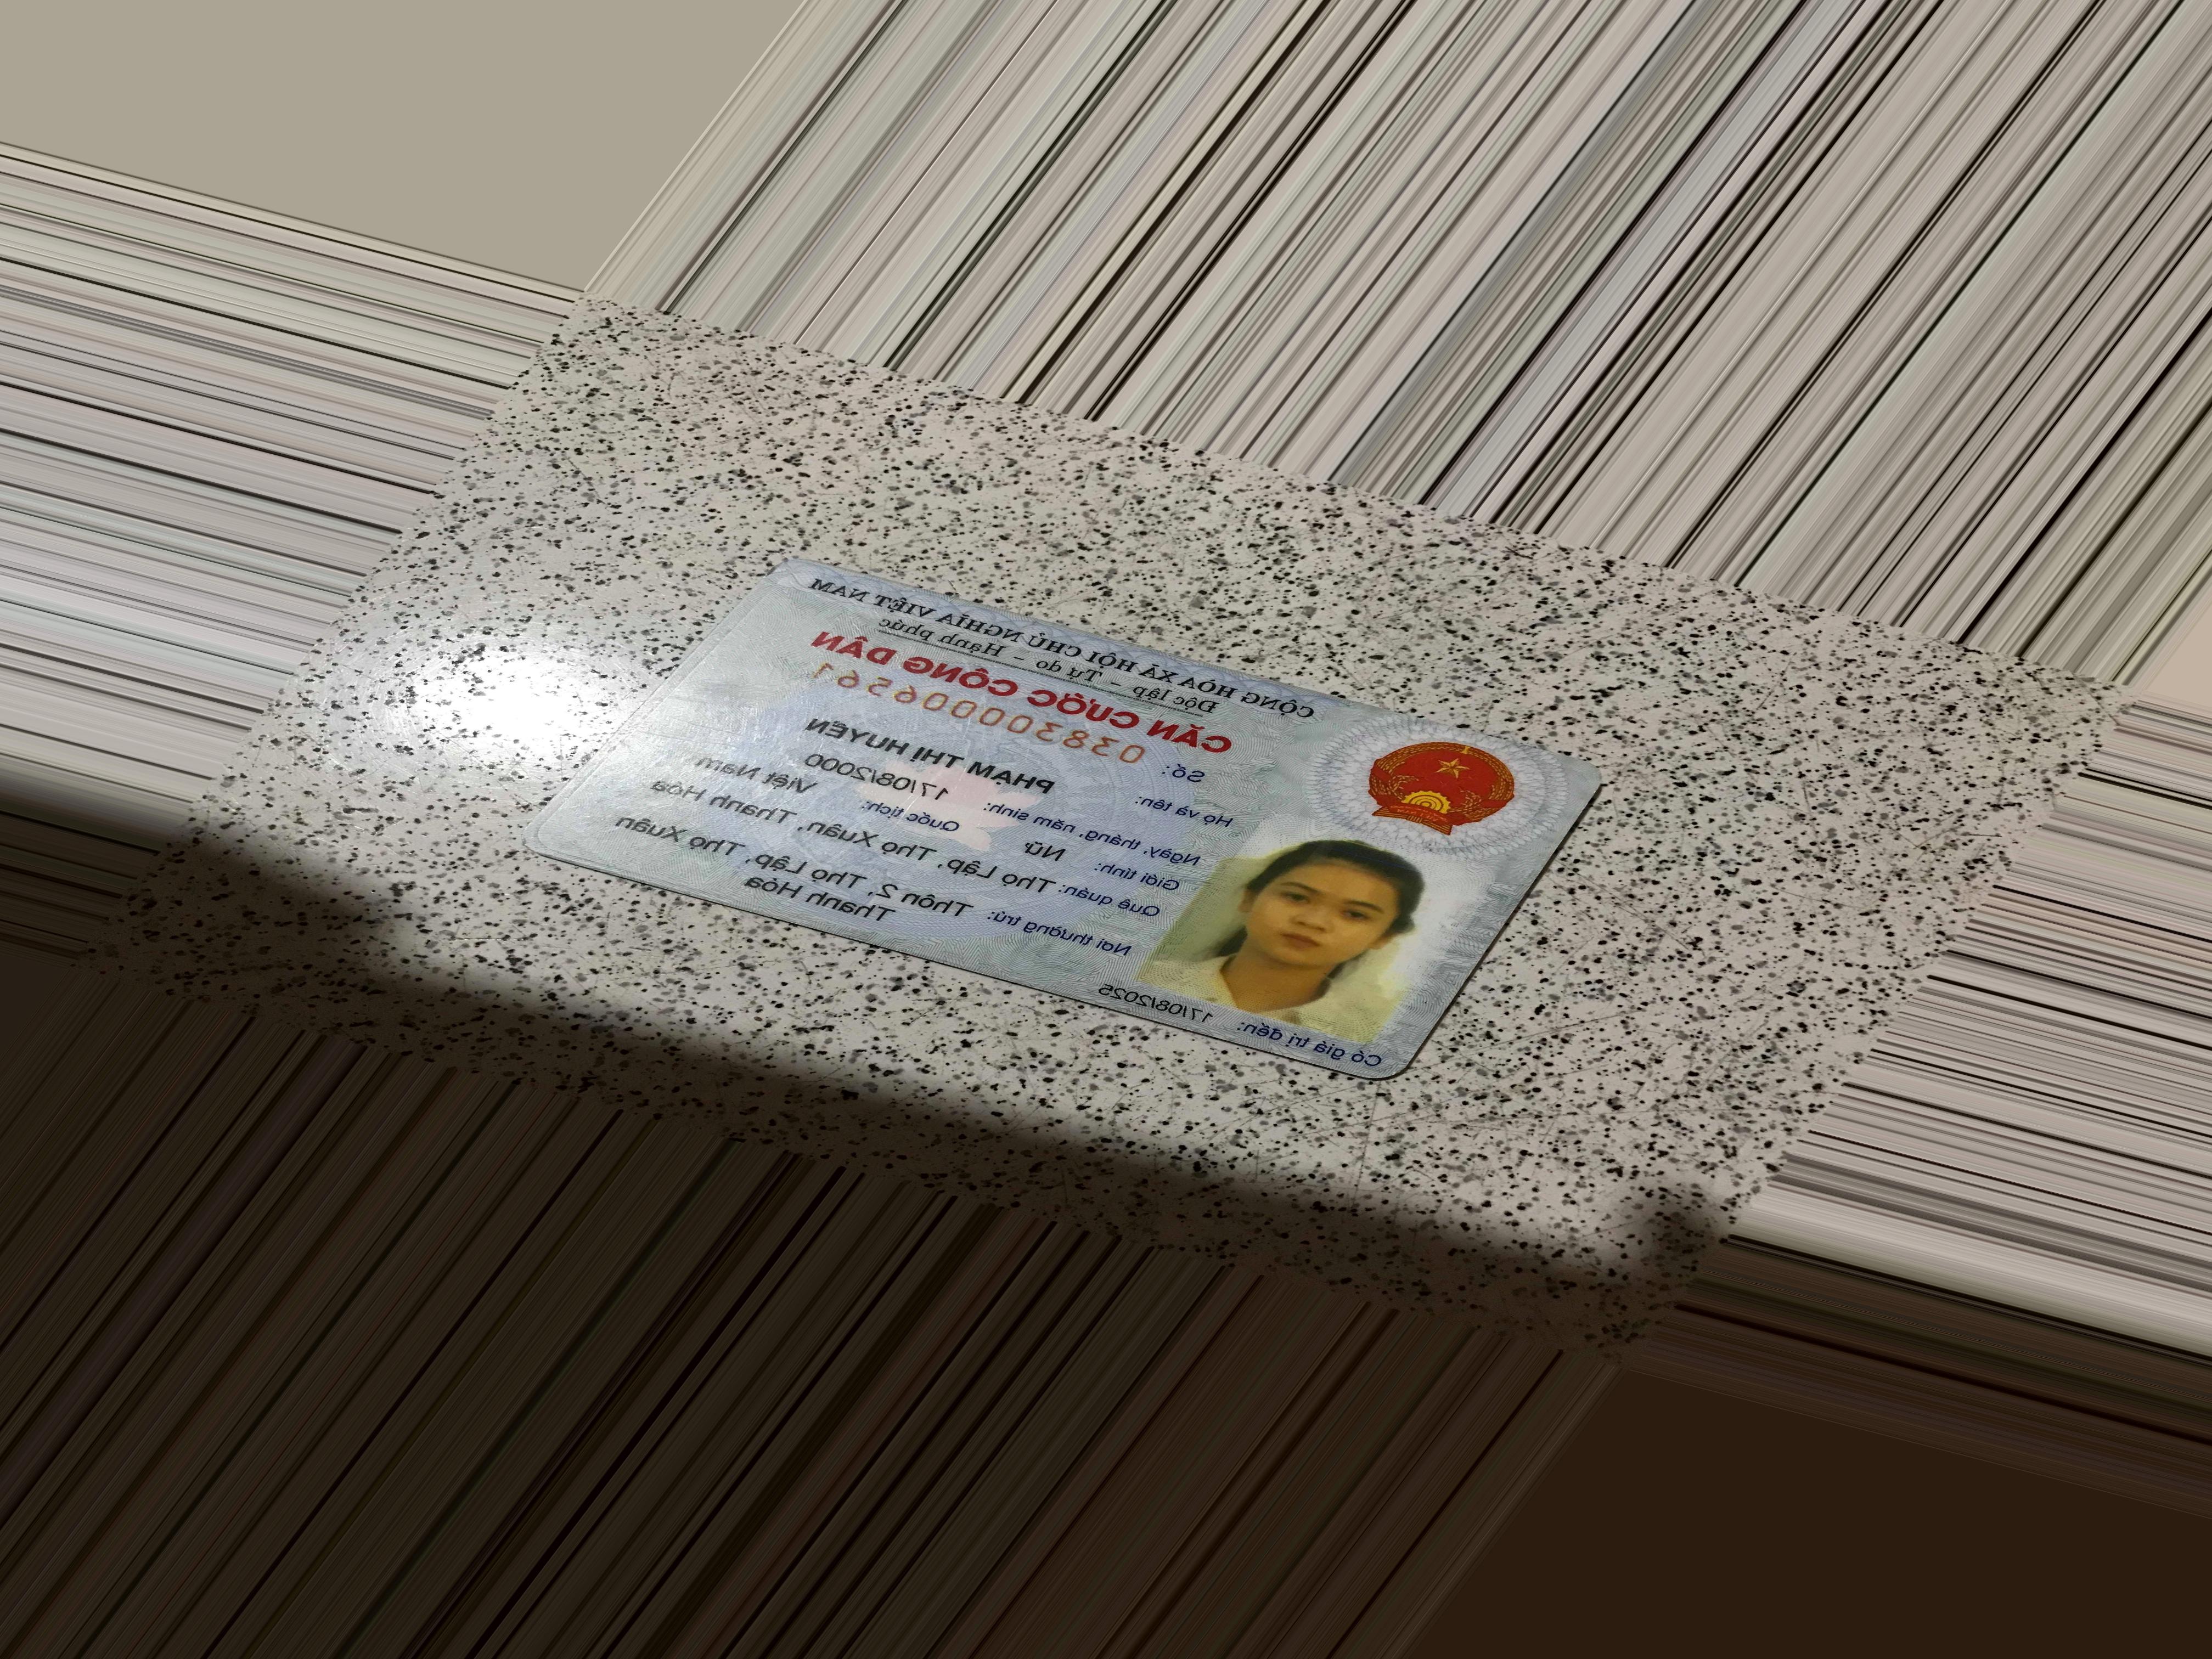 CỘNG HÒA XÃ HỘI CHỦ NGHĨA VIỆT NAM
Độc lập - Tự do - Hạnh phúc
CĂN CƯỚC CÔNG DÂN
Số: 038300006561
Họ và tên: PHẠM THỊ HUYỀN
Ngày, tháng, năm sinh: 17/08/2000
Giới tính: Nữ Quốc tịch: Việt Nam
Quê quán: Thọ Lập, Thọ Xuân, Thanh Hóa
Nơi thường trú: Thôn 2, Thọ Lập, Thọ Xuân
Thanh Hóa
Có giá trị đến: 17/08/2025